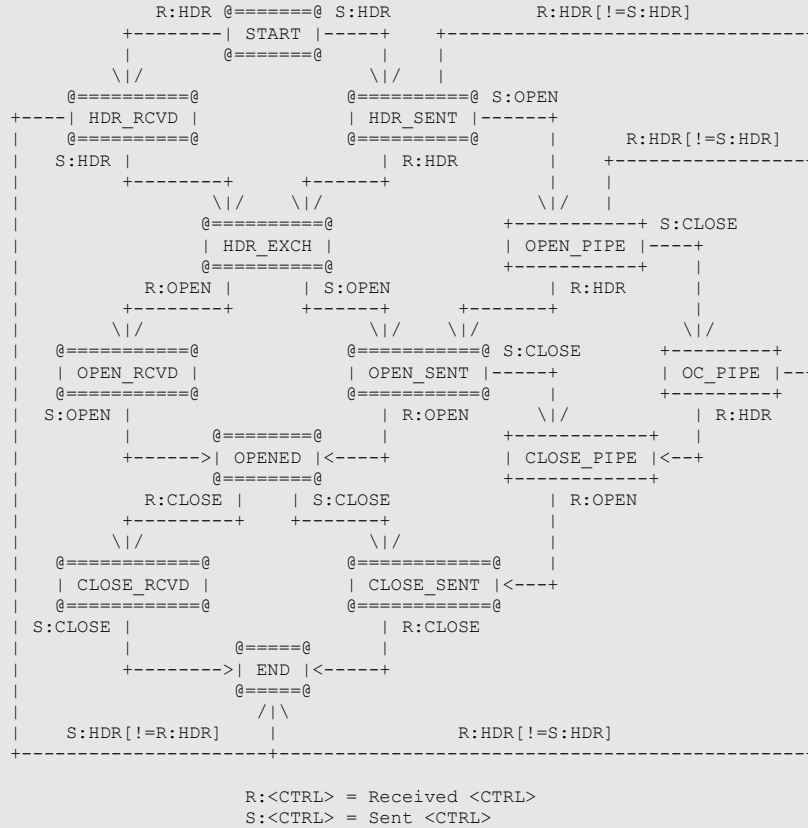 R:HDR @=======@ S:HDR R:HDR[!=S:HDR]
+--------| START |-----+ +--------------------------------
| @=======@ | |
\|/ \|/ |
@==========@ @==========@ S:OPEN
+----| HDR_RCVD | | HDR_SENT |------+
| @==========@ @==========@ | R:HDR[!=S:HDR]
| S:HDR | | R:HDR | +-----------------
| +--------+ +------+ | |
| \|/ \|/ \|/ |
| @==========@ +-----------+ S:CLOSE
| | HDR_EXCH | | OPEN_PIPE |----+
| @==========@ +-----------+ |
| R:OPEN | | S:OPEN | R:HDR |
| +--------+ +------+ +-------+ |
| \|/ \|/ \|/ \|/
| @===========@ @===========@ S:CLOSE +---------+
| | OPEN_RCVD | | OPEN_SENT |-----+ | OC_PIPE |--
| @===========@ @===========@ | +---------+
| S:OPEN | | R:OPEN \|/ | R:HDR
| | @========@ | +------------+ |
| +------>| OPENED |<----+ | CLOSE_PIPE |<--+
| @========@ +------------+
| R:CLOSE | | S:CLOSE | R:OPEN
| +---------+ +-------+ |
| \|/ \|/ |
| @============@ @============@ |
| | CLOSE_RCVD | | CLOSE_SENT |<---+
| @============@ @============@
| S:CLOSE | | R:CLOSE
| | @=====@ |
| +-------->| END |<-----+
| @=====@
| /|\
| S:HDR[!=R:HDR] | R:HDR[!=S:HDR]
+----------------------+-----------------------------------------------
R:<CTRL> = Received <CTRL>
S:<CTRL> = Sent <CTRL>